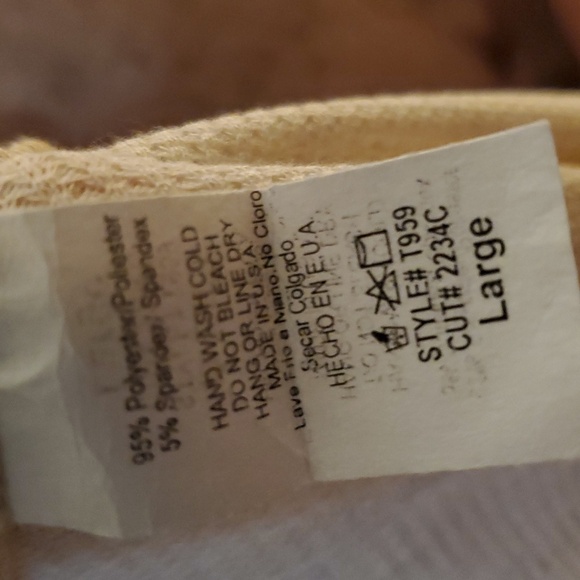 95% Polyester/Poliester
5% Spandex/ Spandex
HAND WASH COLD
DO NOT BLEACH
HANG OR LINE DRY
MADE IN U.S.A
Lave Frio a Mano.No Cloro
Secar Colgado
HECHO EN E.U.A.
STYLE# T959
CUT# 2234C
Large